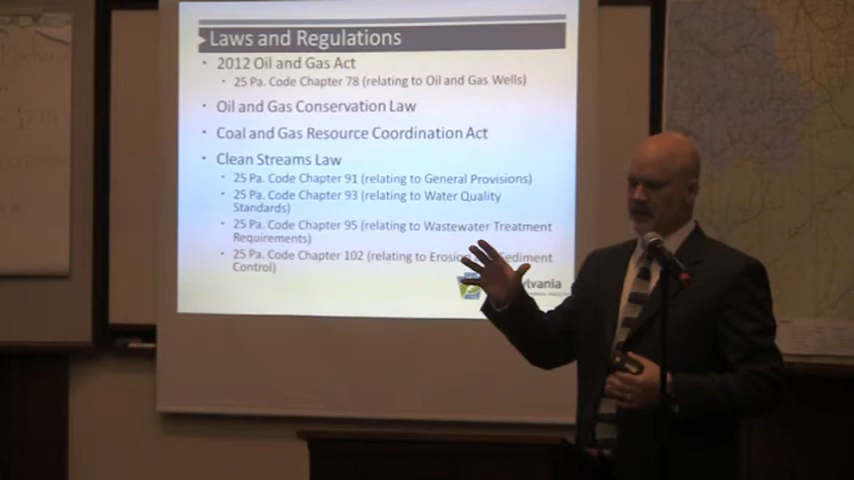 Laws and Regulations
• 2012 Oil and Gas Act
• 25 Pa. Code Chapter 78 (relating to Oil and Gas Wells)
• Oil and Gas Conservation Law
• Coal and Gas Resource Coordination Act
• Clean Streams Law
• 25 Pa. Code Chapter 91 (relating to General Provisions)
• 25 Pa. Code Chapter 93 (relating to Water Quality
Standards)
• 25 Pa. Code Chapter 95 (relating to Wastewater Treatment
Requirements)
• 25 Pa. Code Chapter 102 (relating to Erosion Sediment
Control)
ylvania